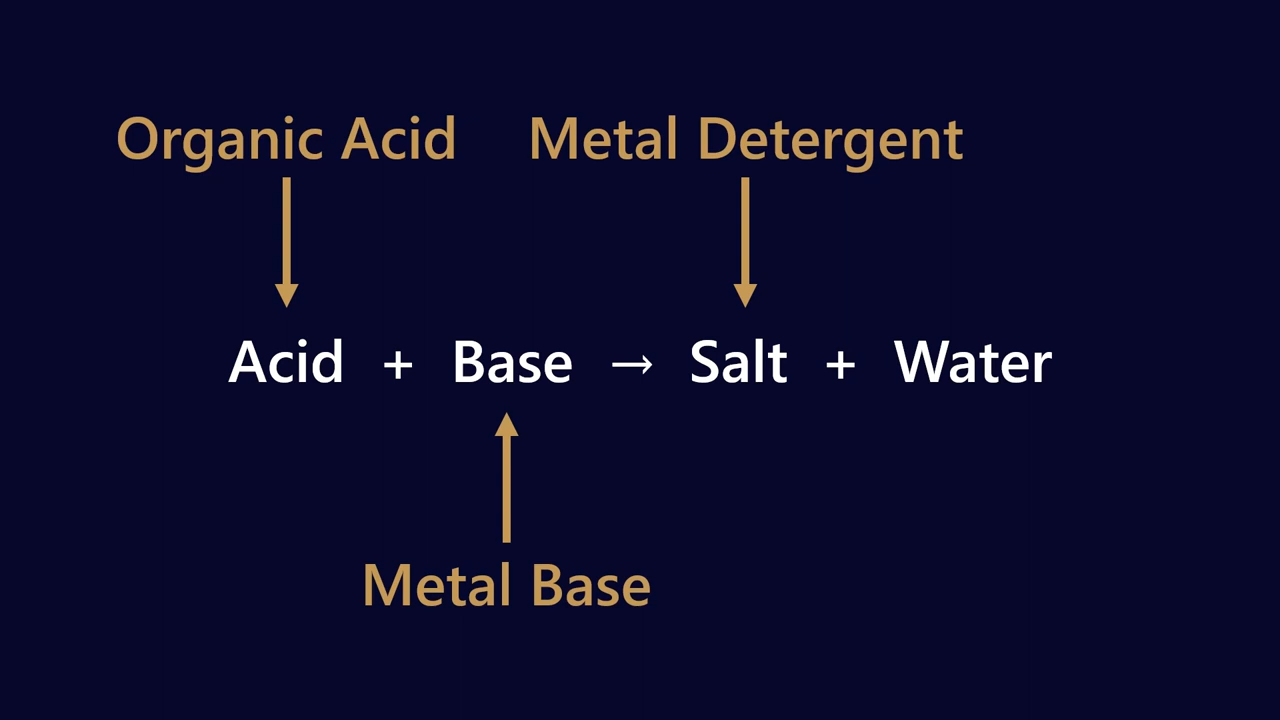 Organic Acid Metal Detergent
Acid + Base → Salt + Water
Metal Base